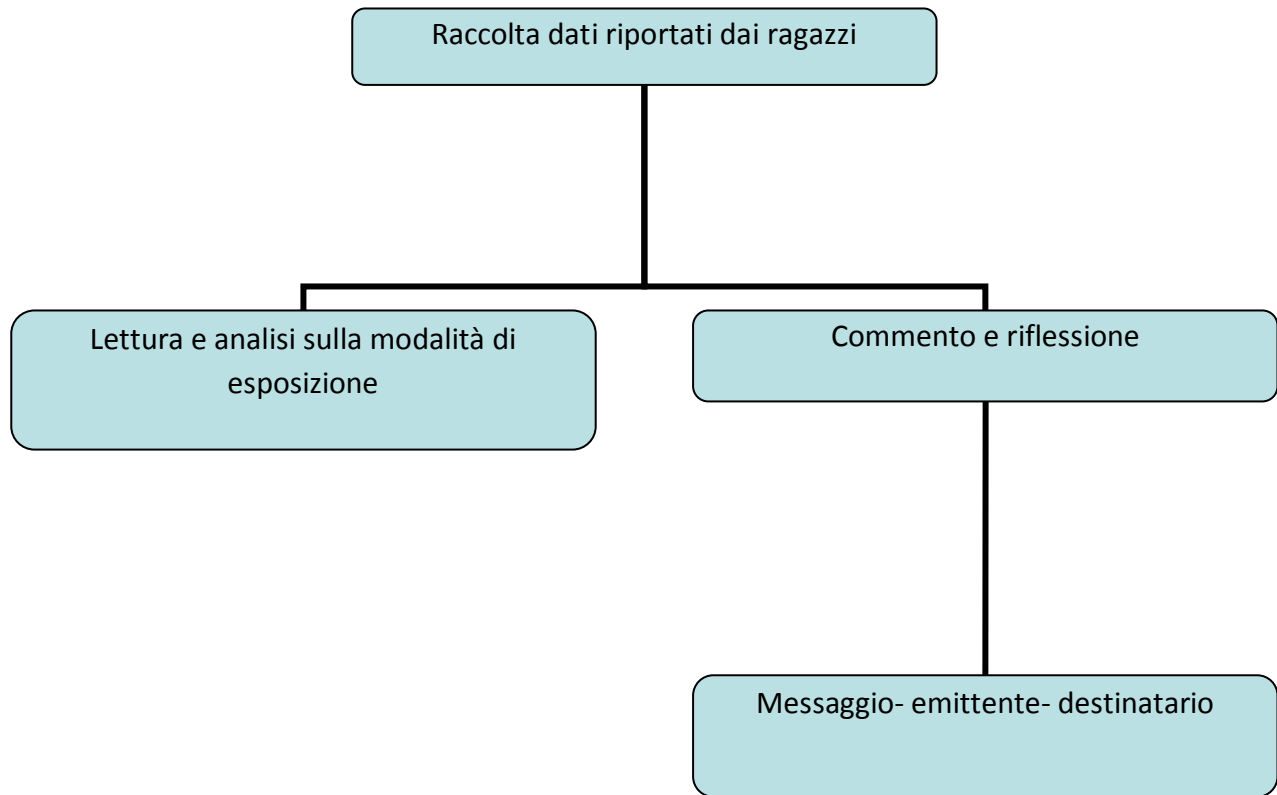 Raccolta dati riportati dai ragazzi
Lettura e analisi sulla modalità di
esposizione
Commento e riflessione
Messaggio- emittente- destinatario